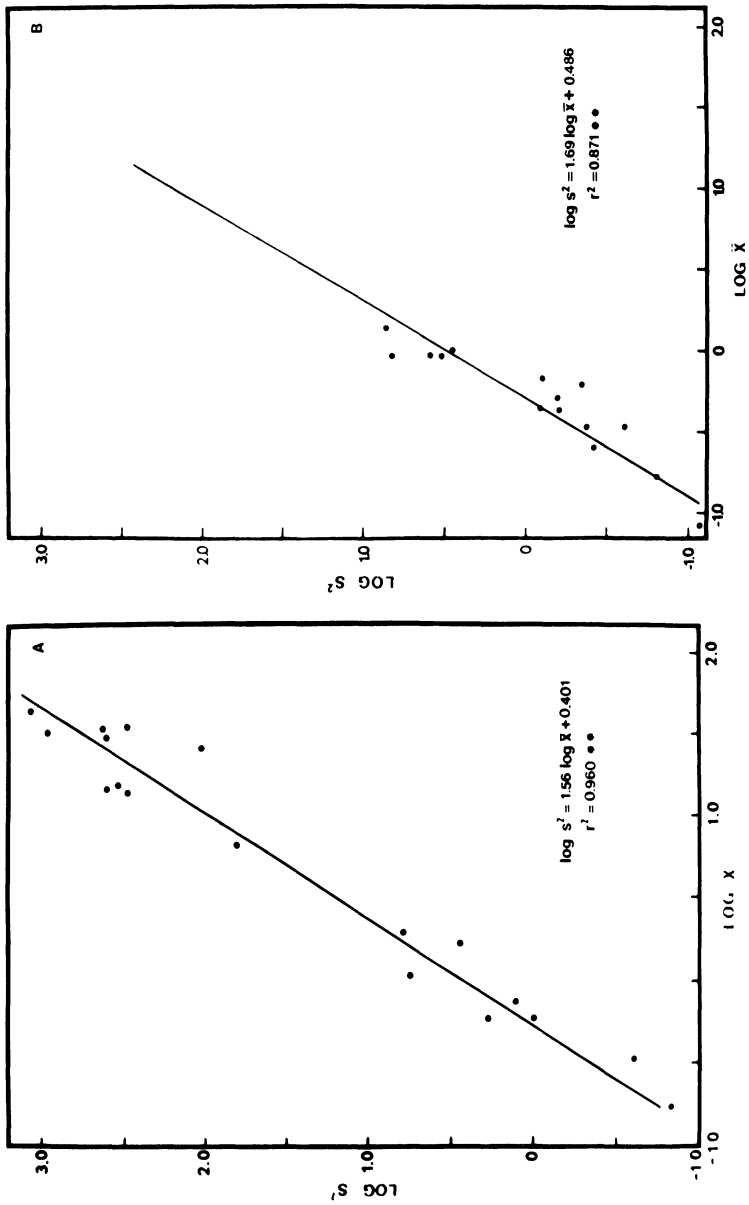 A
3.0
2.0
1.0
0
-1.0
LOG S²
-1.0
1.0
2.0
LOG X
log s² = 1.56 log x̄ + 0.401
r² = 0.960 ••
B
3.0
2.0
1.0
0
-1.0
LOG S²
-1.0
0
1.0
2.0
LOG X̄
log s² = 1.69 log x̄ + 0.486
r² = 0.871 ••